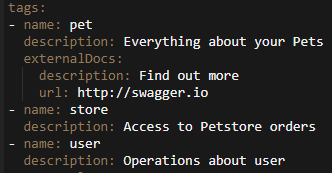 tags:
- name: pet
  description: Everything about your Pets
  externalDocs:
    description: Find out more
    url: http://swagger.io
- name: store
  description: Access to Petstore orders
- name: user
  description: Operations about user